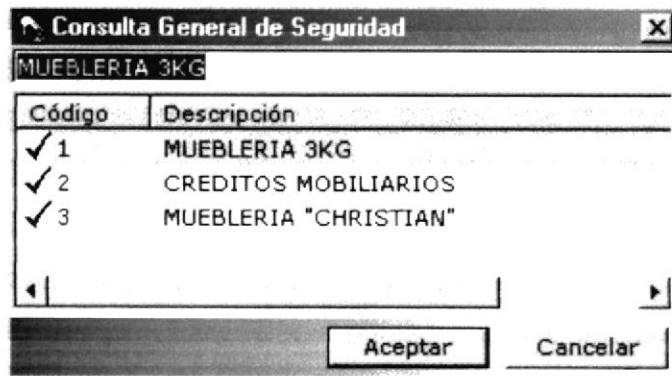 Consulta General de Seguridad
MUEBLERIA 3KG
Código Descripción
1 MUEBLERIA 3KG
2 CREDITOS MOBILIARIOS
3 MUEBLERIA "CHRISTIAN"
Aceptar Cancelar